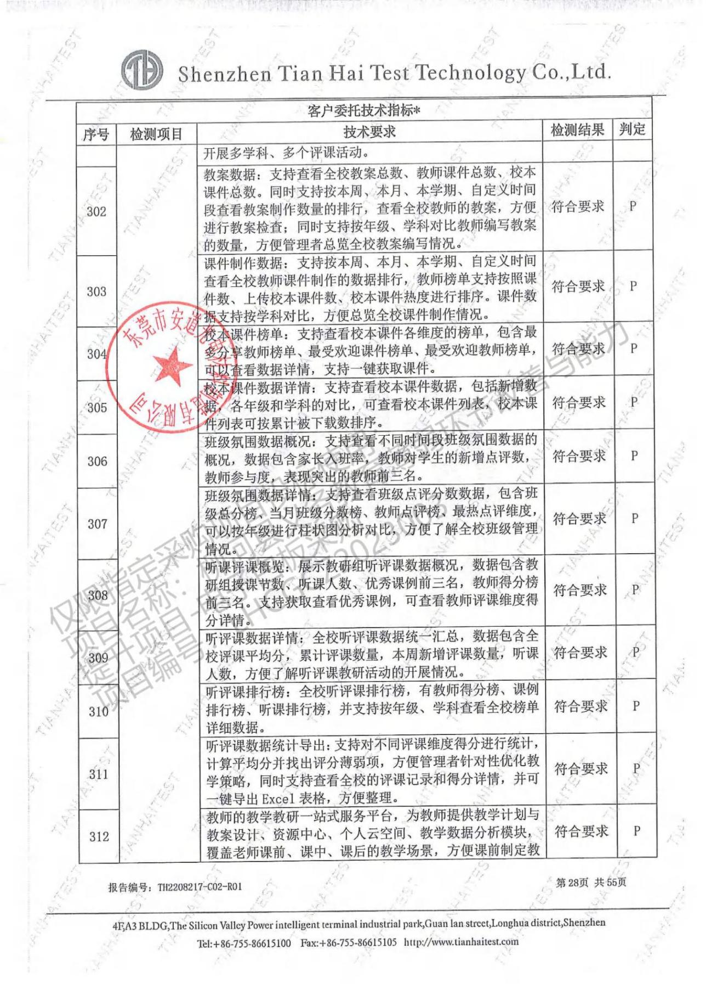 Shenzhen Tian Hai Test Technology Co.,Ltd.
客户委托技术指标*
序号 检测项目 技术要求 检测结果 判定
开展多学科、多个评课活动。
302
教案数据：支持查看全校教案总数、教师课件总数、校本
课件总数。同时支持按本周、本月、本学期、自定义时间
段查看教案制作数量的排行，查看全校教师的教案，方便
进行教案检查；同时支持按年级、学科对比教师编写教案
的数量，方便管理者总览全校教案编写情况。
符合要求 P
303
课件制作数据：支持按本周、本月、本学期、自定义时间
查看全校教师课件制作的数据排行，教师榜单支持按照课
件数、上传校本课件数、校本课件热度进行排序。课件数
据支持按学科对比，方便总览全校课件制作情况。
符合要求 P
304
校本课件榜单：支持查看校本课件各维度的榜单，包含最
多分享教师榜单、最受欢迎课件榜单、最受欢迎教师榜单，
可以查看数据详情，支持一键获取课件。
符合要求 P
305
校本课件数据详情：支持查看校本课件数据，包括新增数
据，各年级和学科的对比，可查看校本课件列表，校本课
件列表可按累计被下载数排序。
符合要求 P
306
班级氛围数据概况：支持查看不同时间段班级氛围数据的
概况，数据包含家长入班率，教师对学生的新增点评数，
教师参与度，表现突出的教师前三名。
符合要求 P
307
班级氛围数据详情：支持查看班级点评分数数据，包含班
级总分榜、当月班级分数榜、教师点评榜、最热点评维度，
可以按年级进行柱状图分析对比，方便了解全校班级管理
情况。
符合要求 P
308
听课评课概览：展示教研组听评课数据概况，数据包含教
研组授课节数、听课人数、优秀课例前三名，教师得分榜
前三名。支持获取查看优秀课例，可查看教师评课维度得
分详情。
符合要求 P
309
听评课数据详情：全校听评课数据统一汇总，数据包含全
校评课平均分，累计评课数量，本周新增评课数量，听课
人数，方便了解听评课教研活动的开展情况。
符合要求 P
310
听评课排行榜：全校听评课排行榜，有教师得分榜、课例
排行榜、听课排行榜，并支持按年级、学科查看全校榜单
详细数据。
符合要求 P
311
听评课数据统计导出：支持对不同评课维度得分进行统计，
计算平均分并找出评分薄弱项，方便管理者针对性优化教
学策略，同时支持查看全校的评课记录和得分详情，并可
一键导出 Excel 表格，方便整理。
符合要求 P
312
教师的教学教研一站式服务平台，为教师提供教学计划与
教案设计、资源中心、个人云空间、教学数据分析模块，
覆盖老师课前、课中、课后的教学场景，方便课前制定教
符合要求 P
报告编号：TH2208217-C02-R01 第28页 共55页
4F,A3 BLDG,The Silicon Valley Power intelligent terminal industrial park,Guan lan street,Longhua district,Shenzhen
Tel:+86-755-86615100 Fax:+86-755-86615105 http://www.tianhaitest.com